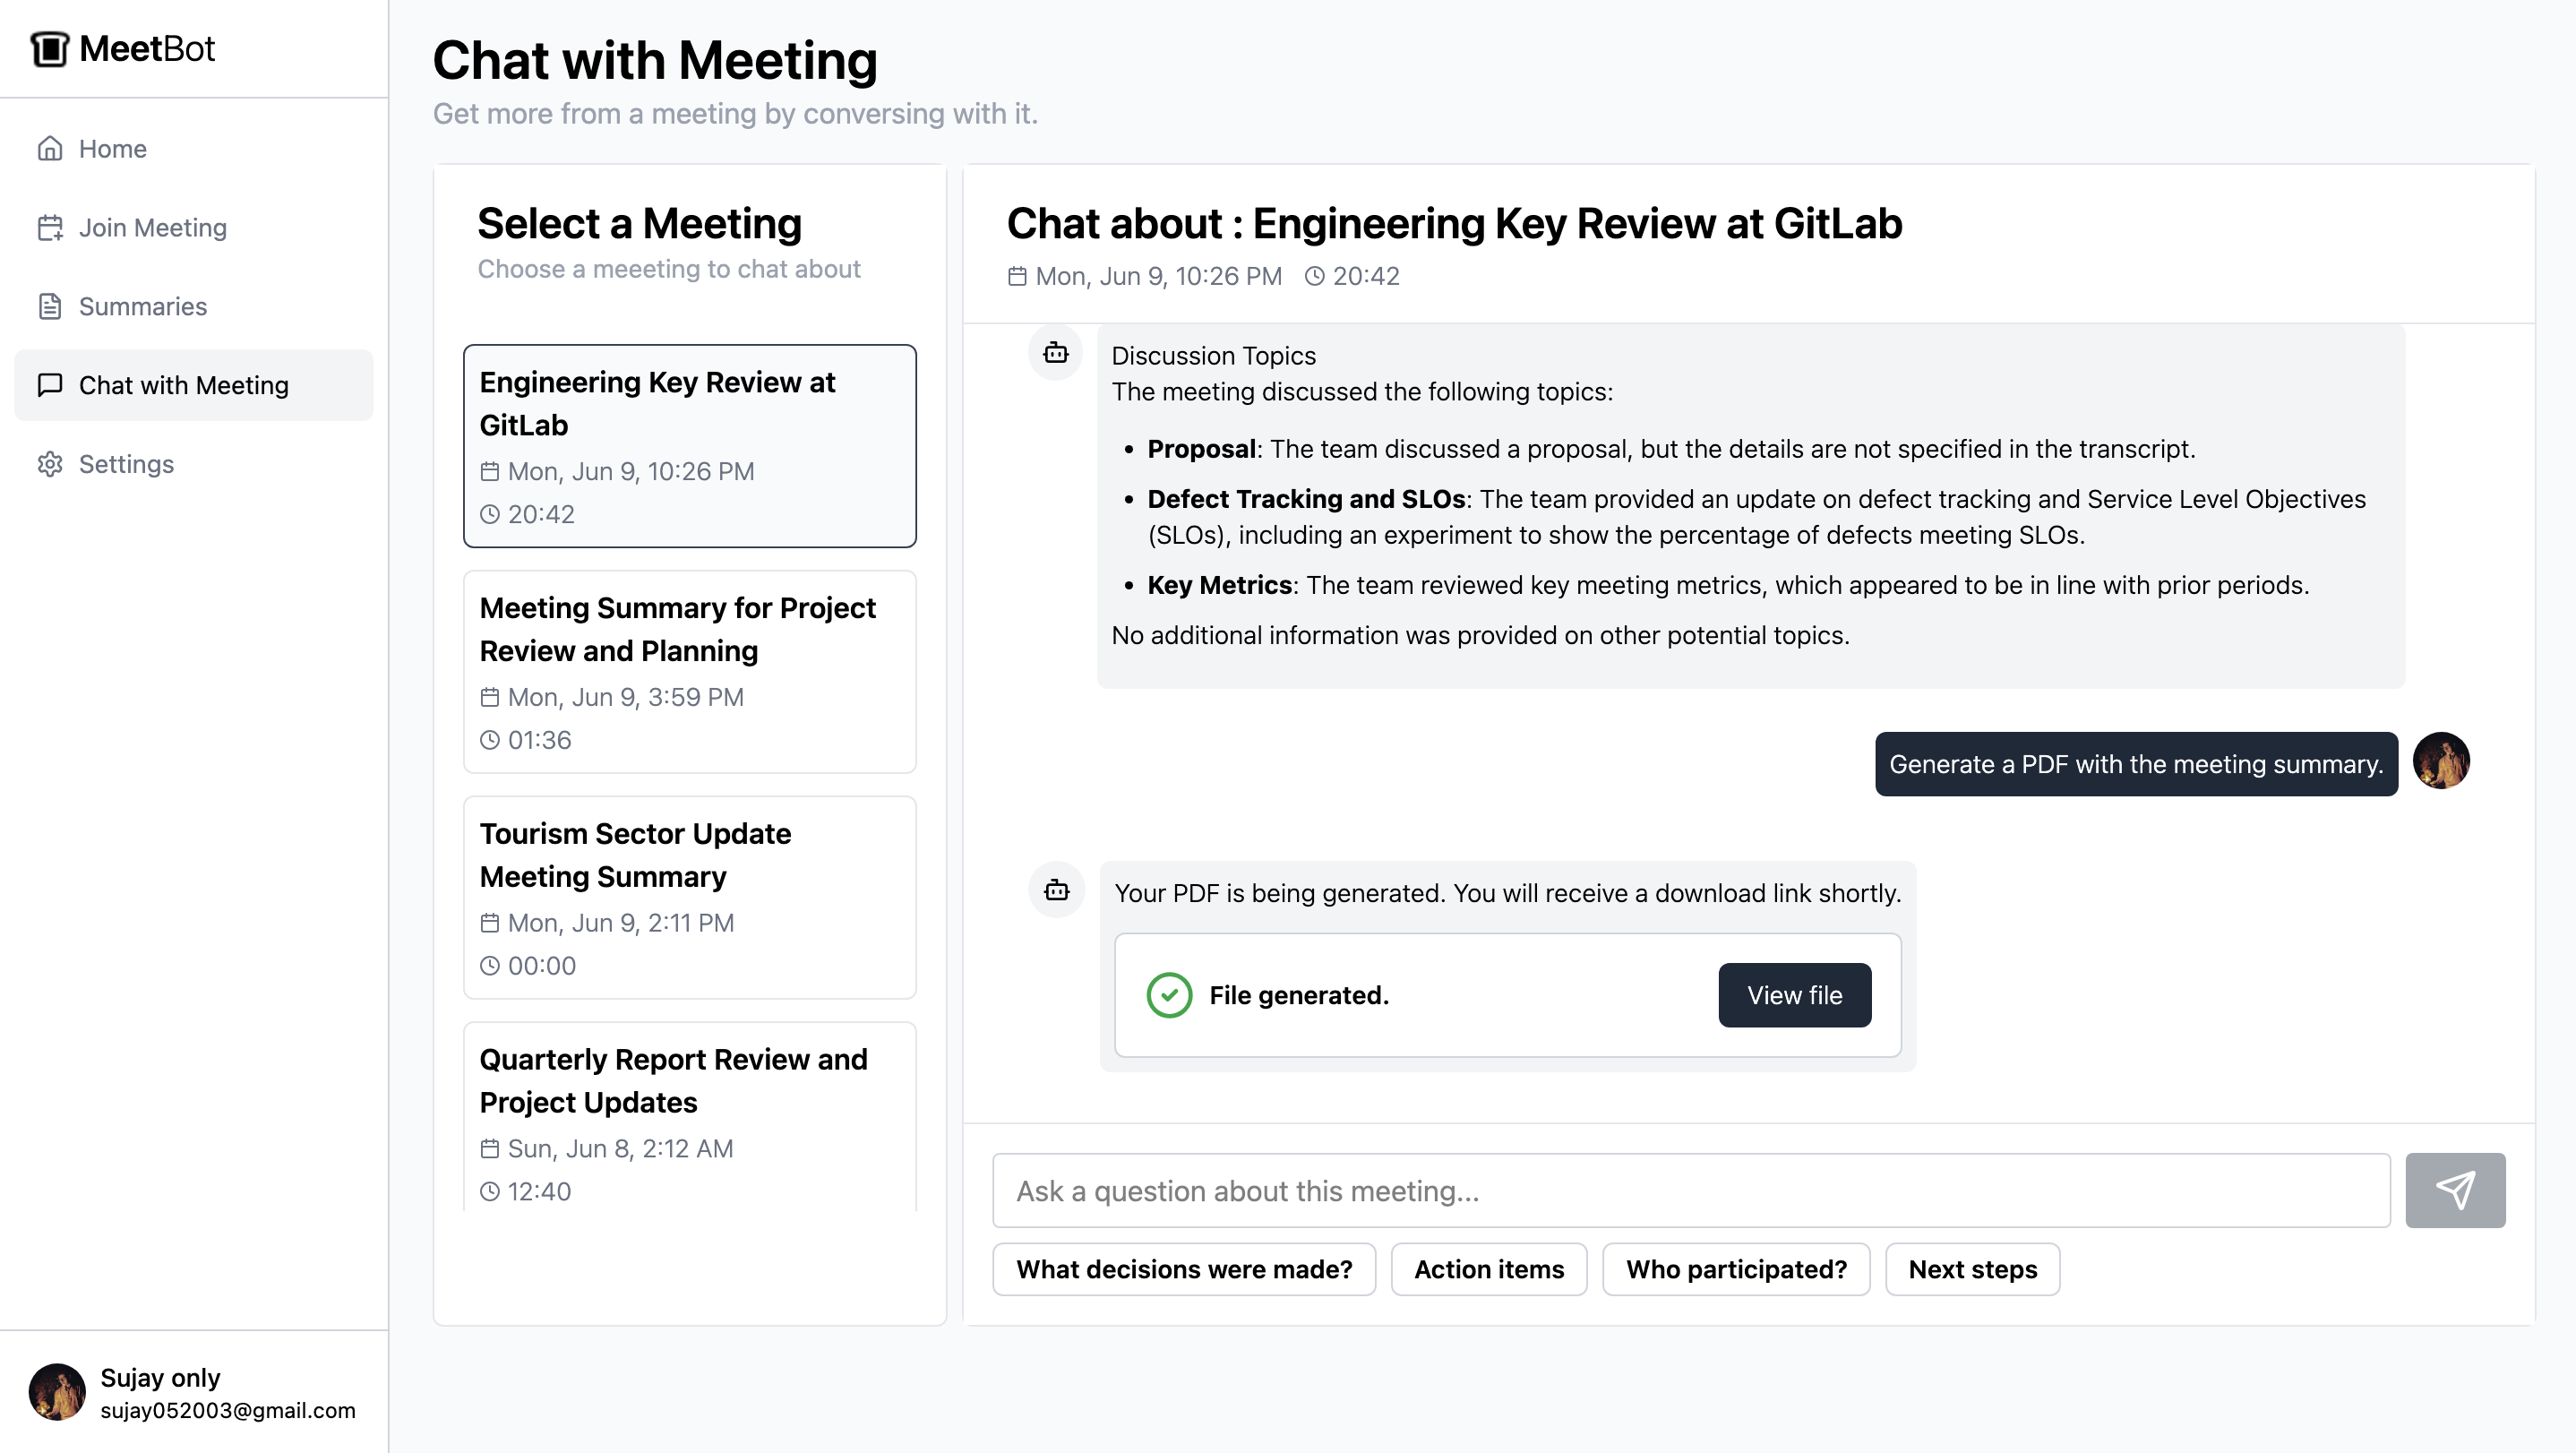 MeetBot
Home
Join Meeting
Summaries
Chat with Meeting
Settings
Sujay only
sujay052003@gmail.com
Chat with Meeting
Get more from a meeting by conversing with it.
Select a Meeting
Choose a meeeting to chat about
Engineering Key Review at
GitLab
Mon, Jun 9, 10:26 PM
20:42
Meeting Summary for Project
Review and Planning
Mon, Jun 9, 3:59 PM
01:36
Tourism Sector Update
Meeting Summary
Mon, Jun 9, 2:11 PM
00:00
Quarterly Report Review and
Project Updates
Sun, Jun 8, 2:12 AM
12:40
Chat about : Engineering Key Review at GitLab
Mon, Jun 9, 10:26 PM 20:42
Discussion Topics
The meeting discussed the following topics:
• Proposal: The team discussed a proposal, but the details are not specified in the transcript.
• Defect Tracking and SLOs: The team provided an update on defect tracking and Service Level Objectives
(SLOs), including an experiment to show the percentage of defects meeting SLOs.
• Key Metrics: The team reviewed key meeting metrics, which appeared to be in line with prior periods.
No additional information was provided on other potential topics.
Generate a PDF with the meeting summary.
Your PDF is being generated. You will receive a download link shortly.
File generated.
View file
Ask a question about this meeting...
What decisions were made?
Action items
Who participated?
Next steps